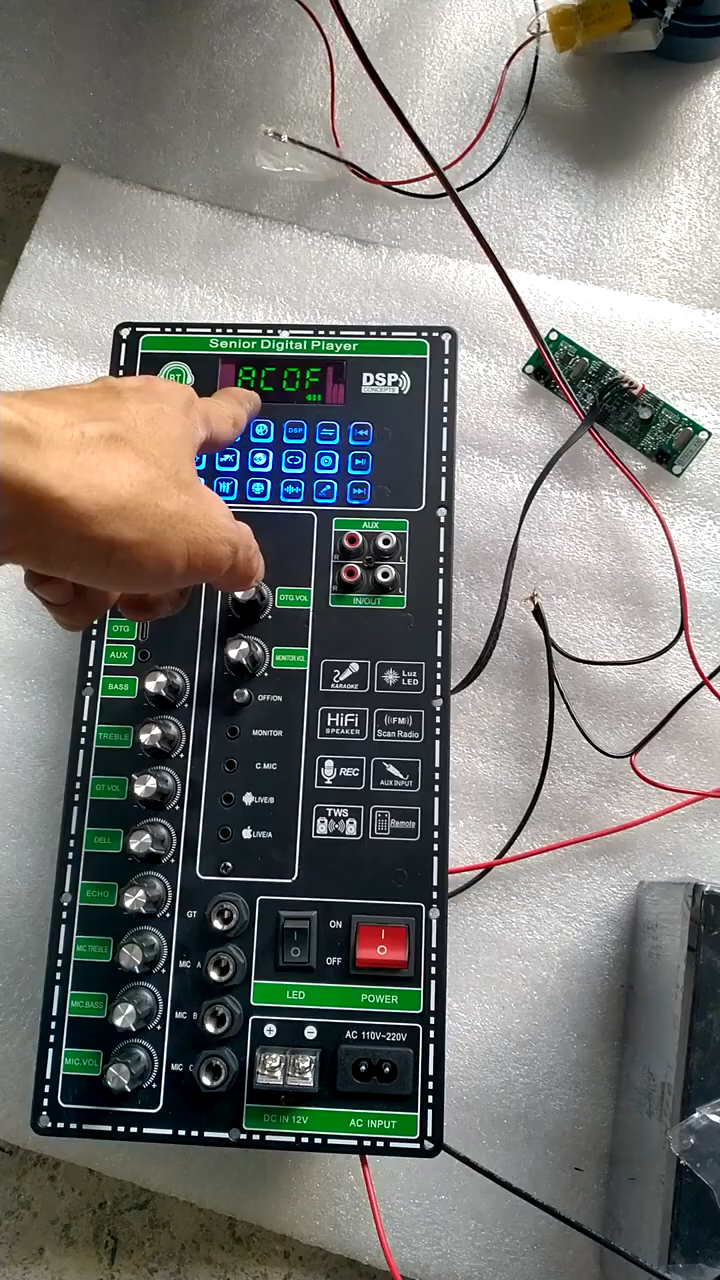 Senior Digital Player
BT
ACOF
DSP
CONCEPTS
DSP
AUX
R
L
R
L
IN/OUT
OTG.VOL
OTG
AUX
MONITOR.VOL
BASS
OFF/ON
KARAOKE
Luz
LED
TREBLE
MONITOR
HiFi
SPEAKER
((FM))
Scan Radio
GT.VOL
C.MIC
REC
AUX INPUT
LIVE/B
DELL
LIVE/A
TWS
Remote
ECHO
GT
ON
OFF
LED
POWER
MIC.TREBLE
MIC A
MIC.BASS
MIC B
MIC.VOL
MIC C
AC 110V~220V
DC IN 12V
AC INPUT